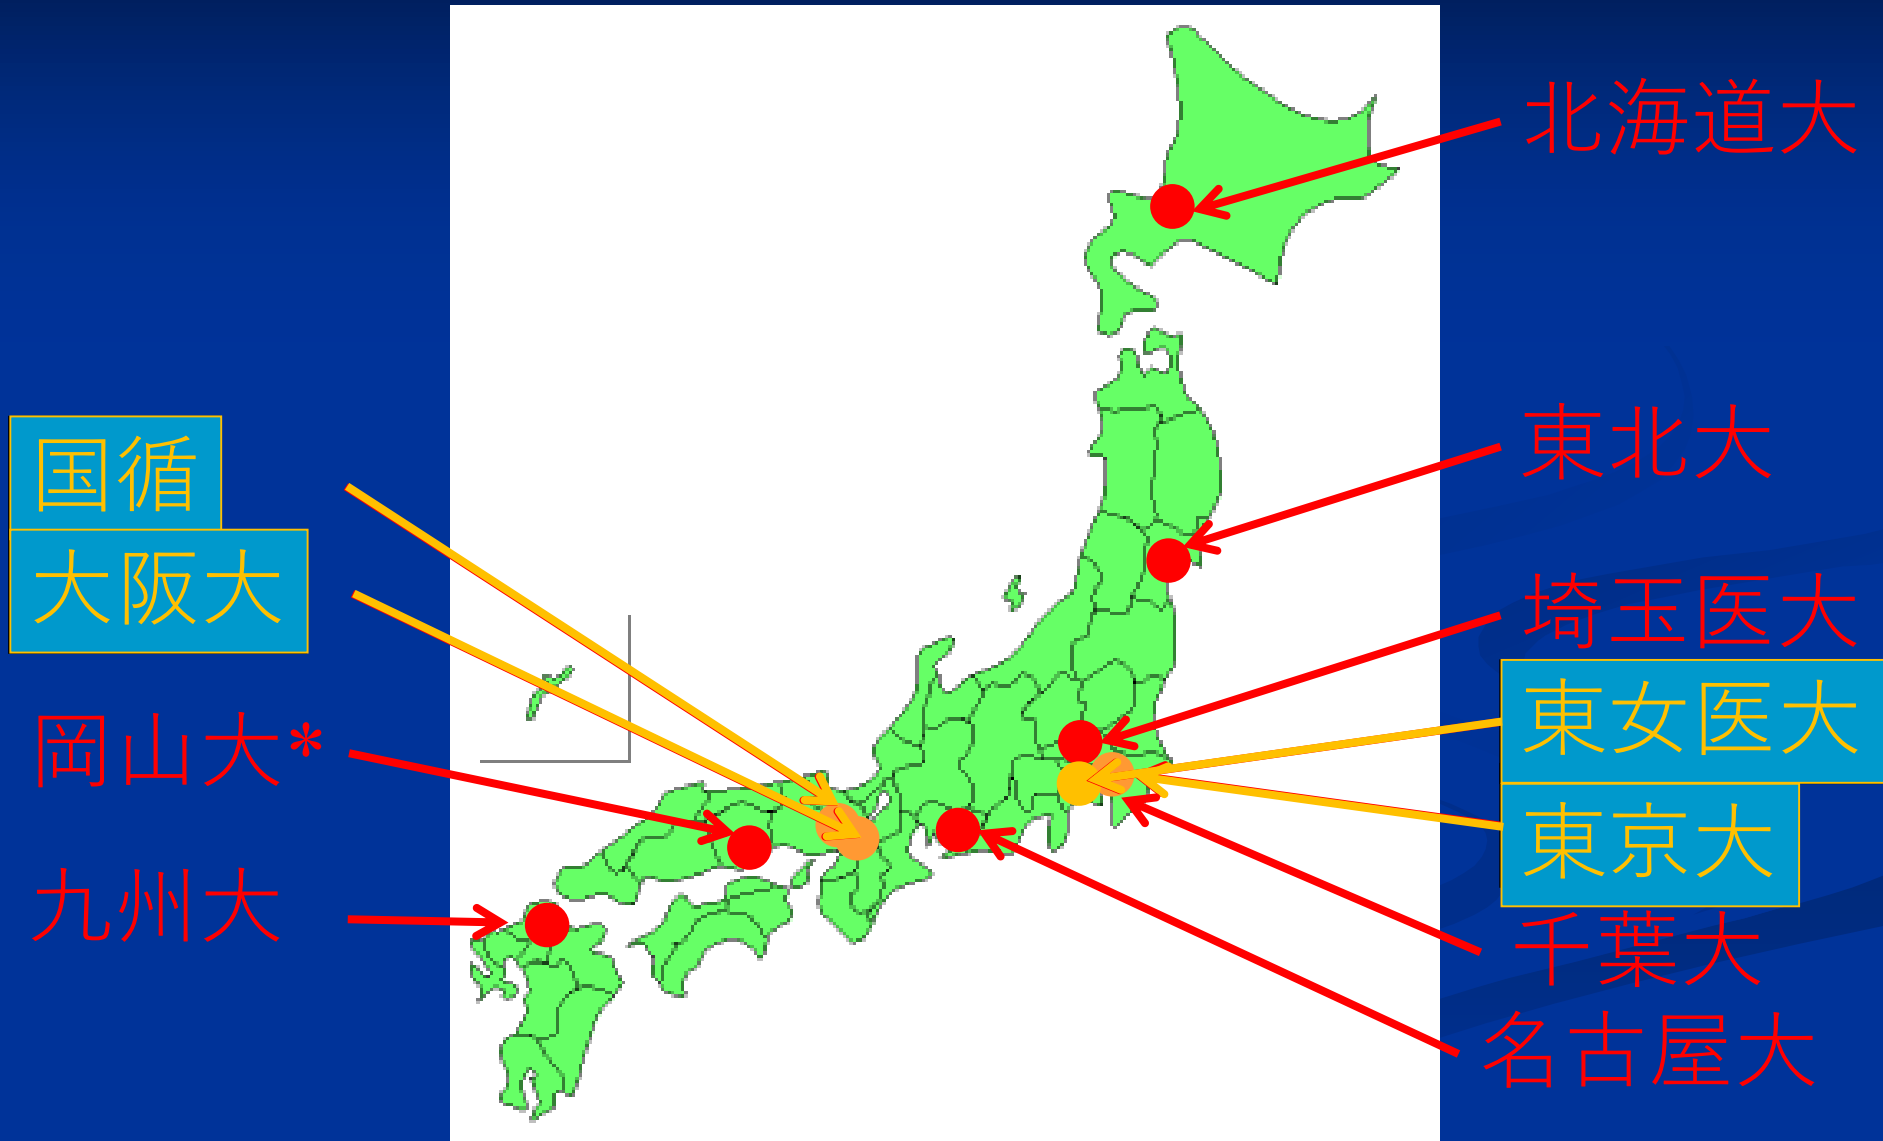 国循
大阪大
岡山大*
九州大
北海道大
東北大
埼玉医大
東女医大
東京大
千葉大
名古屋大